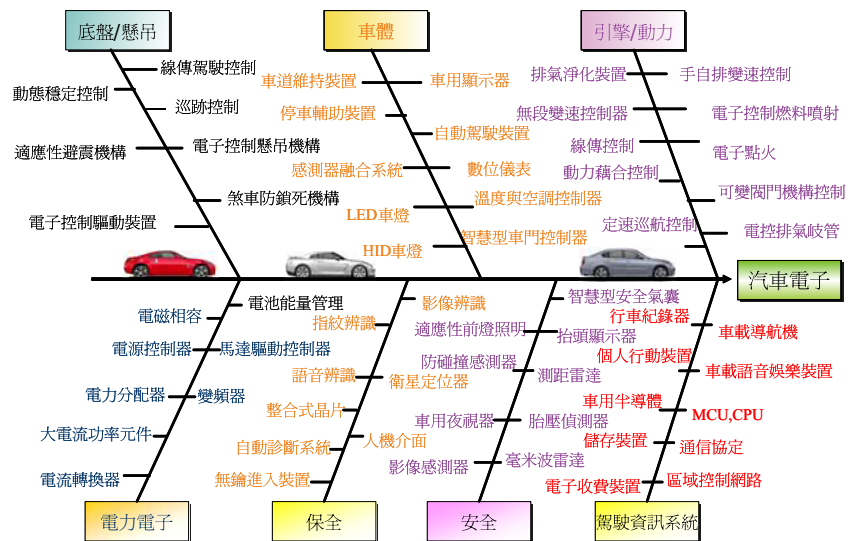 底盤/懸吊
車體
引擎/動力
線傳駕駛控制
動態穩定控制
巡跡控制
適應性避震機構
電子控制懸吊機構
煞車防鎖死機構
電子控制驅動裝置
車道維持裝置
車用顯示器
停車輔助裝置
自動駕駛裝置
感測器融合系統
數位儀表
溫度與空調控制器
LED車燈
智慧型車門控制器
HID車燈
排氣淨化裝置
手自排變速控制
無段變速控制器
電子控制燃料噴射
線傳控制
電子點火
動力藕合控制
可變閥門機構控制
定速巡航控制
電控排氣岐管
汽車電子
電池能量管理
電磁相容
電源控制器
馬達驅動控制器
電力分配器
變頻器
大電流功率元件
電流轉換器
電力電子
影像辨識
指紋辨識
語音辨識
衛星定位器
整合式晶片
人機介面
自動診斷系統
無鑰進入裝置
保全
智慧型安全氣囊
適應性前燈照明
抬頭顯示器
防碰撞感測器
測距雷達
車用夜視器
胎壓偵測器
毫米波雷達
影像感測器
安全
行車紀錄器
車載導航機
個人行動裝置
車載語音娛樂裝置
車用半導體
MCU,CPU
儲存裝置
通信協定
區域控制網路
電子收費裝置
駕駛資訊系統